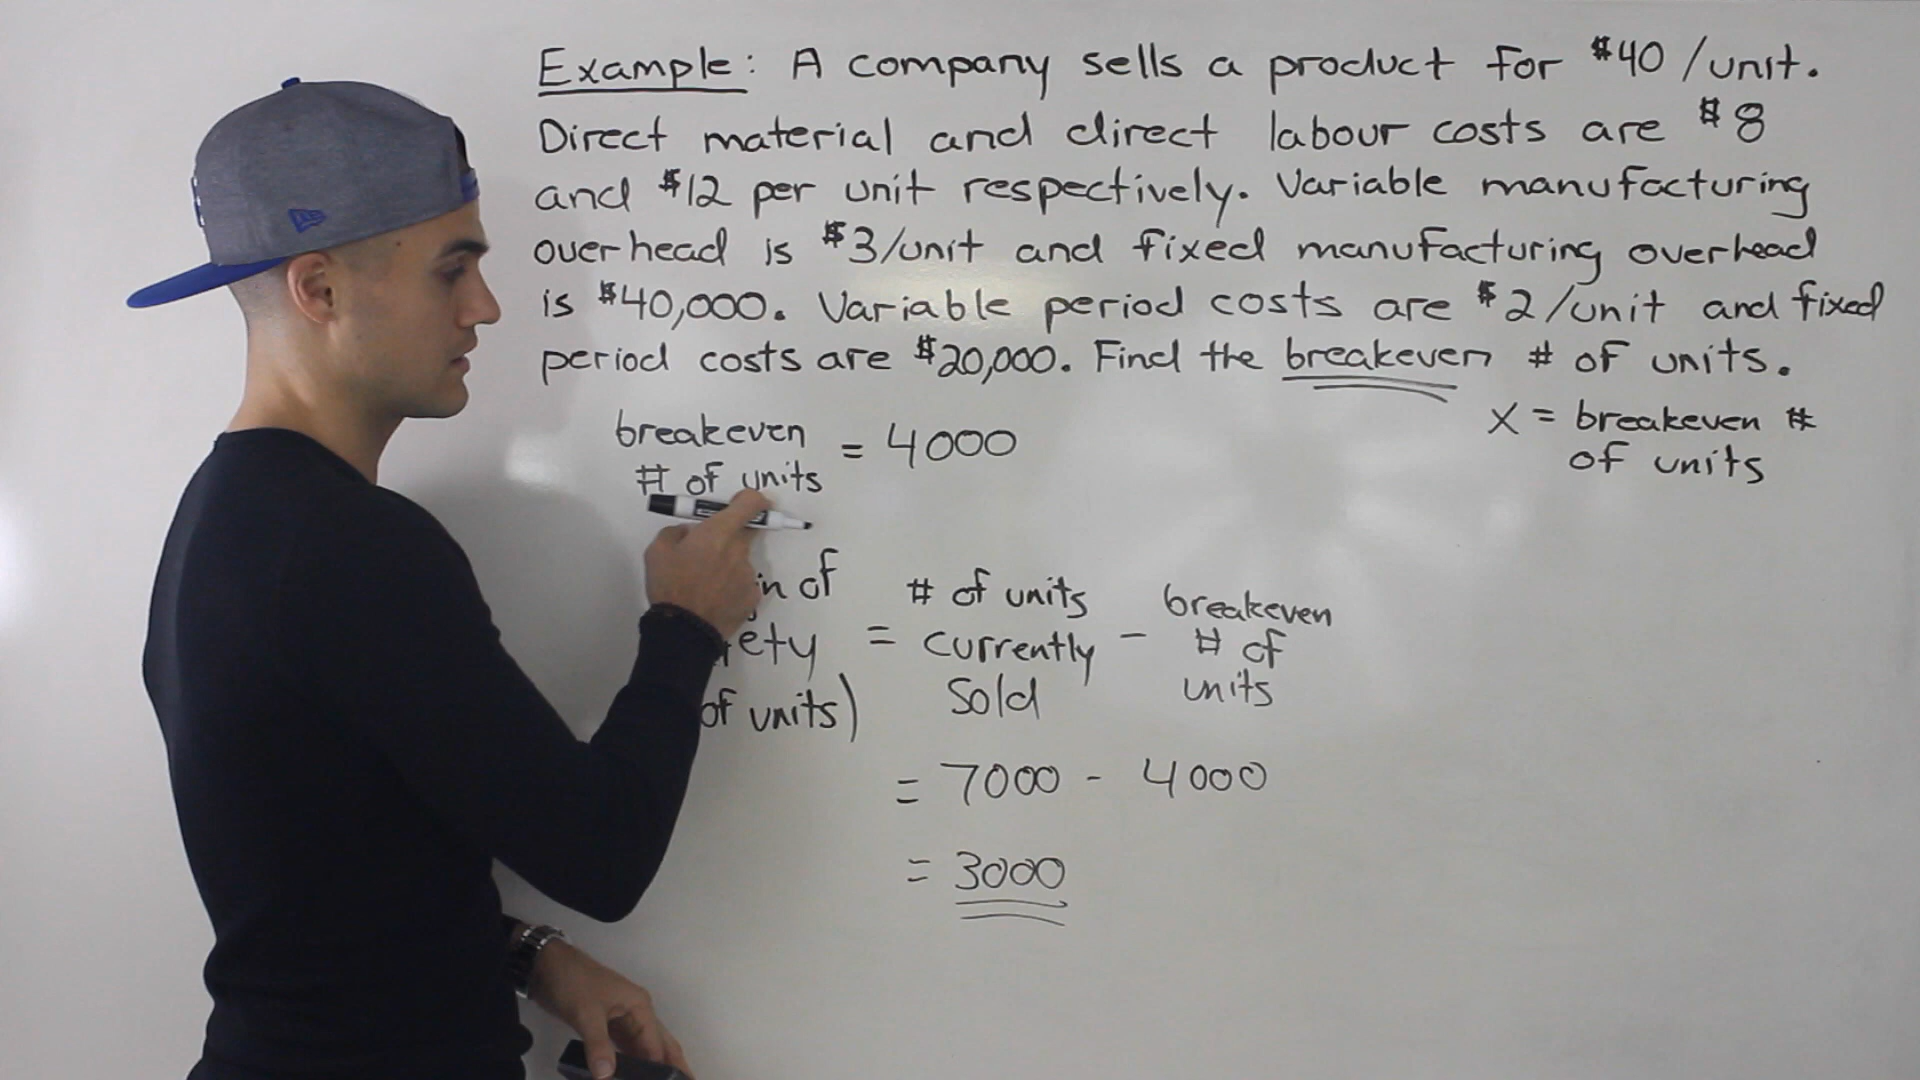 Example: A company sells a product for $40/unit.
Direct material and direct labour costs are $8
and $12 per unit respectively. Variable manufacturing
overhead is $3/unit and fixed manufacturing overhead
is $40,000. Variable period costs are $2/unit and fixed
period costs are $20,000. Find the breakeven # of units.
X = breakeven #
of units
breakeven
# of units
= 4000
of
# of units
currently
sold
-
breakeven
# of
units
of units)
= 7000 - 4000
= 3000